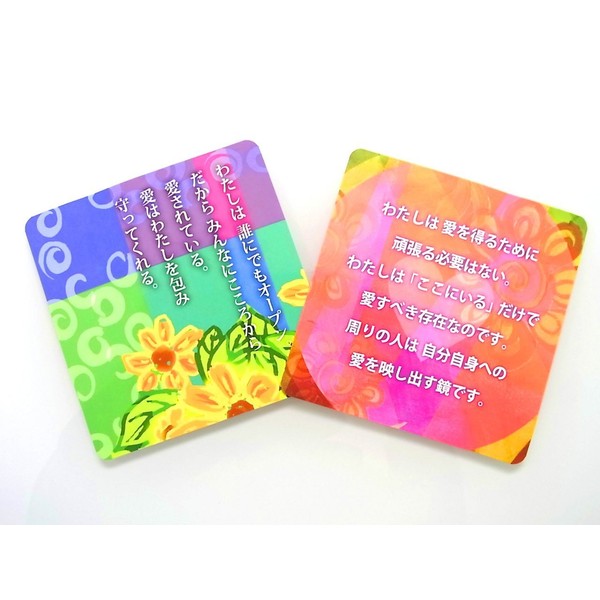 わたしは 誰にでもオープン
だから みんなにこころから
愛されている。
愛はわたしを包み
守ってくれる。
わたしは 愛を得るために
頑張る必要はない。
わたしは「ここにいる」だけで
愛すべき存在なのです。
周りの人は 自分自身への
愛を映し出す鏡です。